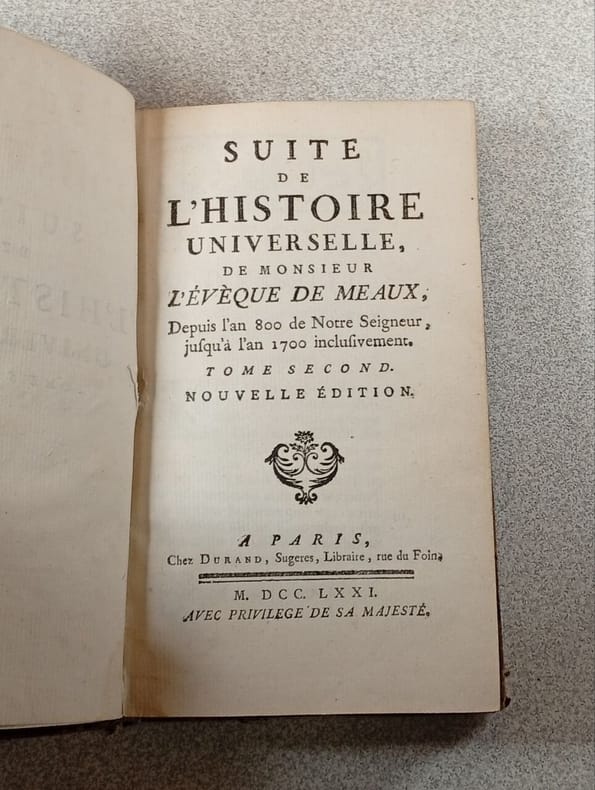 SUITE
DE
L'HISTOIRE
UNIVERSELLE,
DE MONSIEUR
L'ÉVÈQUE DE MEAUX,
Depuis l'an 800 de Notre Seigneur,
juſqu'à l'an 1700 incluſivement.
TOME SECOND.
NOUVELLE ÉDITION.
A PARIS,
Chez DURAND, Sugeres, Libraire, rue du Foin,
M. DCC. LXXI.
AVEC PRIVILEGE DE SA MAJESTÉ.